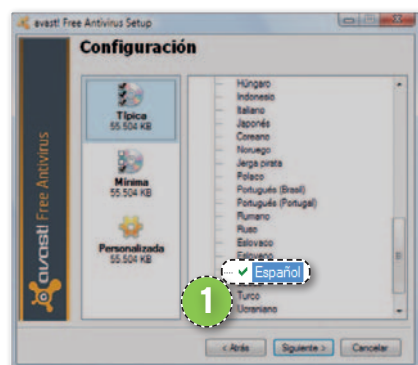 avast! Free Antivirus Setup
Configuración
Típica
55.504 KB
Mínima
55.504 KB
Personalizada
55.504 KB
avast! Free Antivirus
Húngaro
Indonesio
Italiano
Japonés
Coreano
Noruego
Jerga pirata
Polaco
Portugués (Brasil)
Portugués (Portugal)
Rumano
Ruso
Eslovaco
Esloveno
Español
1
Turco
Ucraniano
< Atrás
Siguiente >
Cancelar